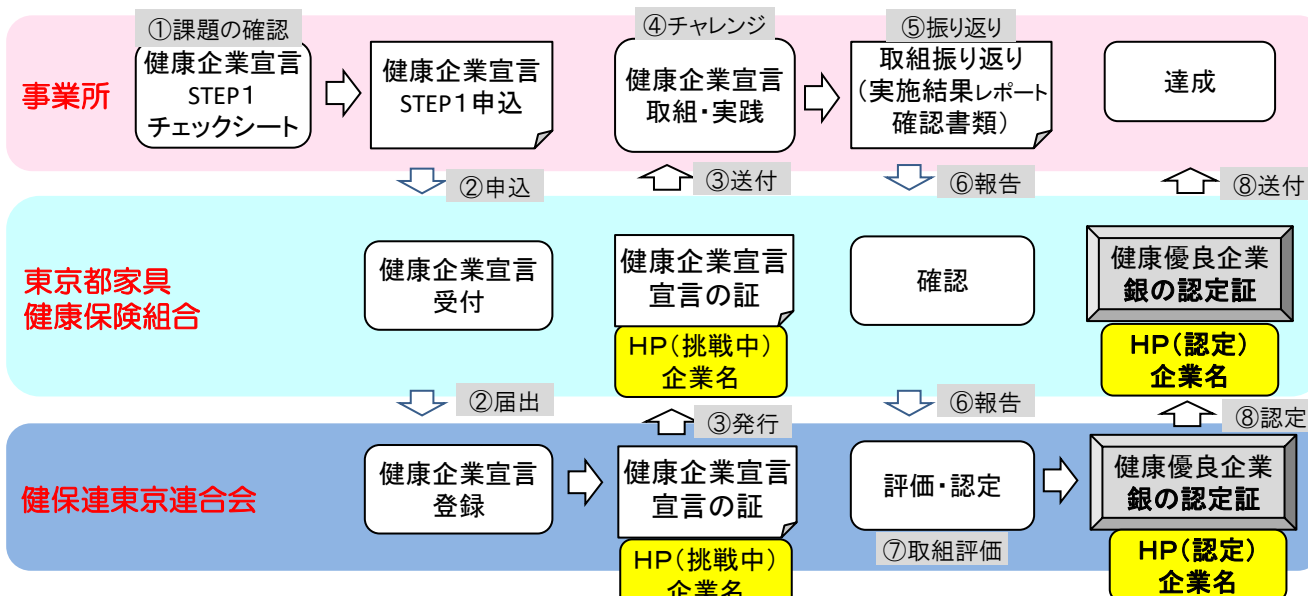 ①課題の確認
健康企業宣言
STEP1
チェックシート
健康企業宣言
STEP1申込
④チャレンジ
健康企業宣言
取組・実践
⑤振り返り
取組振り返り
(実施結果レポート
確認書類)
達成
事業所
②申込
③送付
⑥報告
⑧送付
東京都家具
健康保険組合
健康企業宣言
受付
健康企業宣言
宣言の証
HP(挑戦中)
企業名
確認
健康優良企業
銀の認定証
HP(認定)
企業名
②届出
③発行
⑥報告
⑧認定
健保連東京連合会
健康企業宣言
登録
健康企業宣言
宣言の証
HP(挑戦中)
企業名
評価・認定
⑦取組評価
健康優良企業
銀の認定証
HP(認定)
企業名